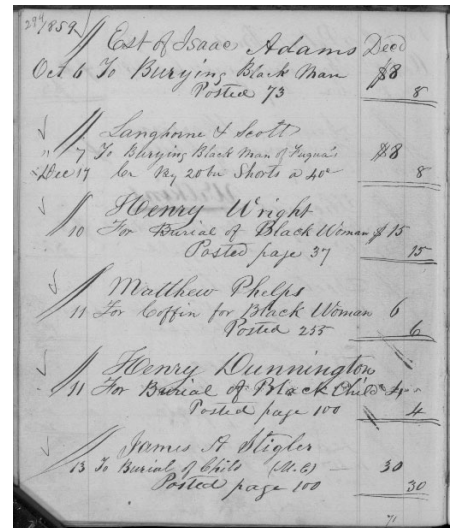 1859
Est of Isaac Adams Decd
Oct 6 To Burying Black Man $8
Posted 73 8
Langhorne & Scott
" 7 To Burying Black Man of Fuqua's $8
Dec 17 Cr By 20 bu Shorts a 40c 8
Henry Wright
10 For Burial of Black Woman $ 15
Posted page 37 15
Matthew Phelps
11 For Coffin for Black Woman 6
Posted 255 6
Henry Dunnington
11 For Burial of Black Child
Posted page 100 4
James A Stigler
13 To Burial of Child (M.E) 30
Posted page 100 30